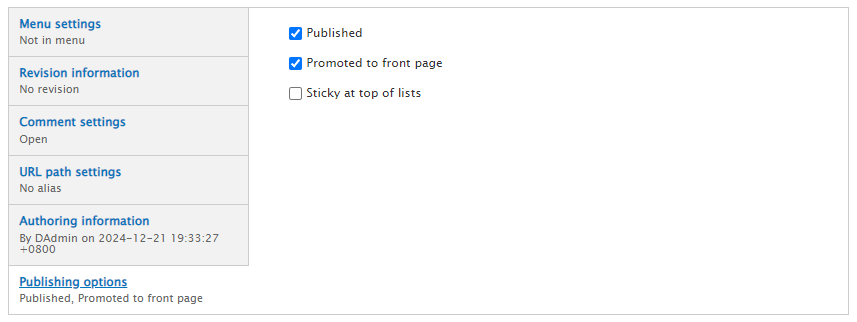 Menu settings
Not in menu
Revision information
No revision
Comment settings
Open
URL path settings
No alias
Authoring information
By DAdmin on 2024-12-21 19:33:27
+0800
Publishing options
Published, Promoted to front page
Published
Promoted to front page
Sticky at top of lists